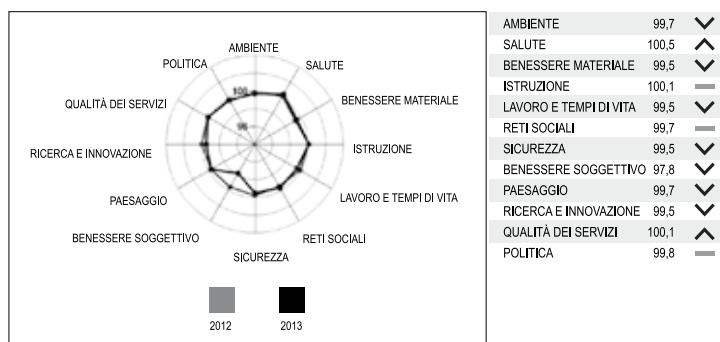 AMBIENTE
POLITICA
SALUTE
100
QUALITÀ DEI SERVIZI
BENESSERE MATERIALE
96
RICERCA E INNOVAZIONE
ISTRUZIONE
PAESAGGIO
LAVORO E TEMPI DI VITA
BENESSERE SOGGETTIVO
RETI SOCIALI
SICUREZZA
2012 2013
AMBIENTE 99,7
SALUTE 100,5
BENESSERE MATERIALE 99,5
ISTRUZIONE 100,1
LAVORO E TEMPI DI VITA 99,5
RETI SOCIALI 99,7
SICUREZZA 99,5
BENESSERE SOGGETTIVO 97,8
PAESAGGIO 99,7
RICERCA E INNOVAZIONE 99,5
QUALITÀ DEI SERVIZI 100,1
POLITICA 99,8